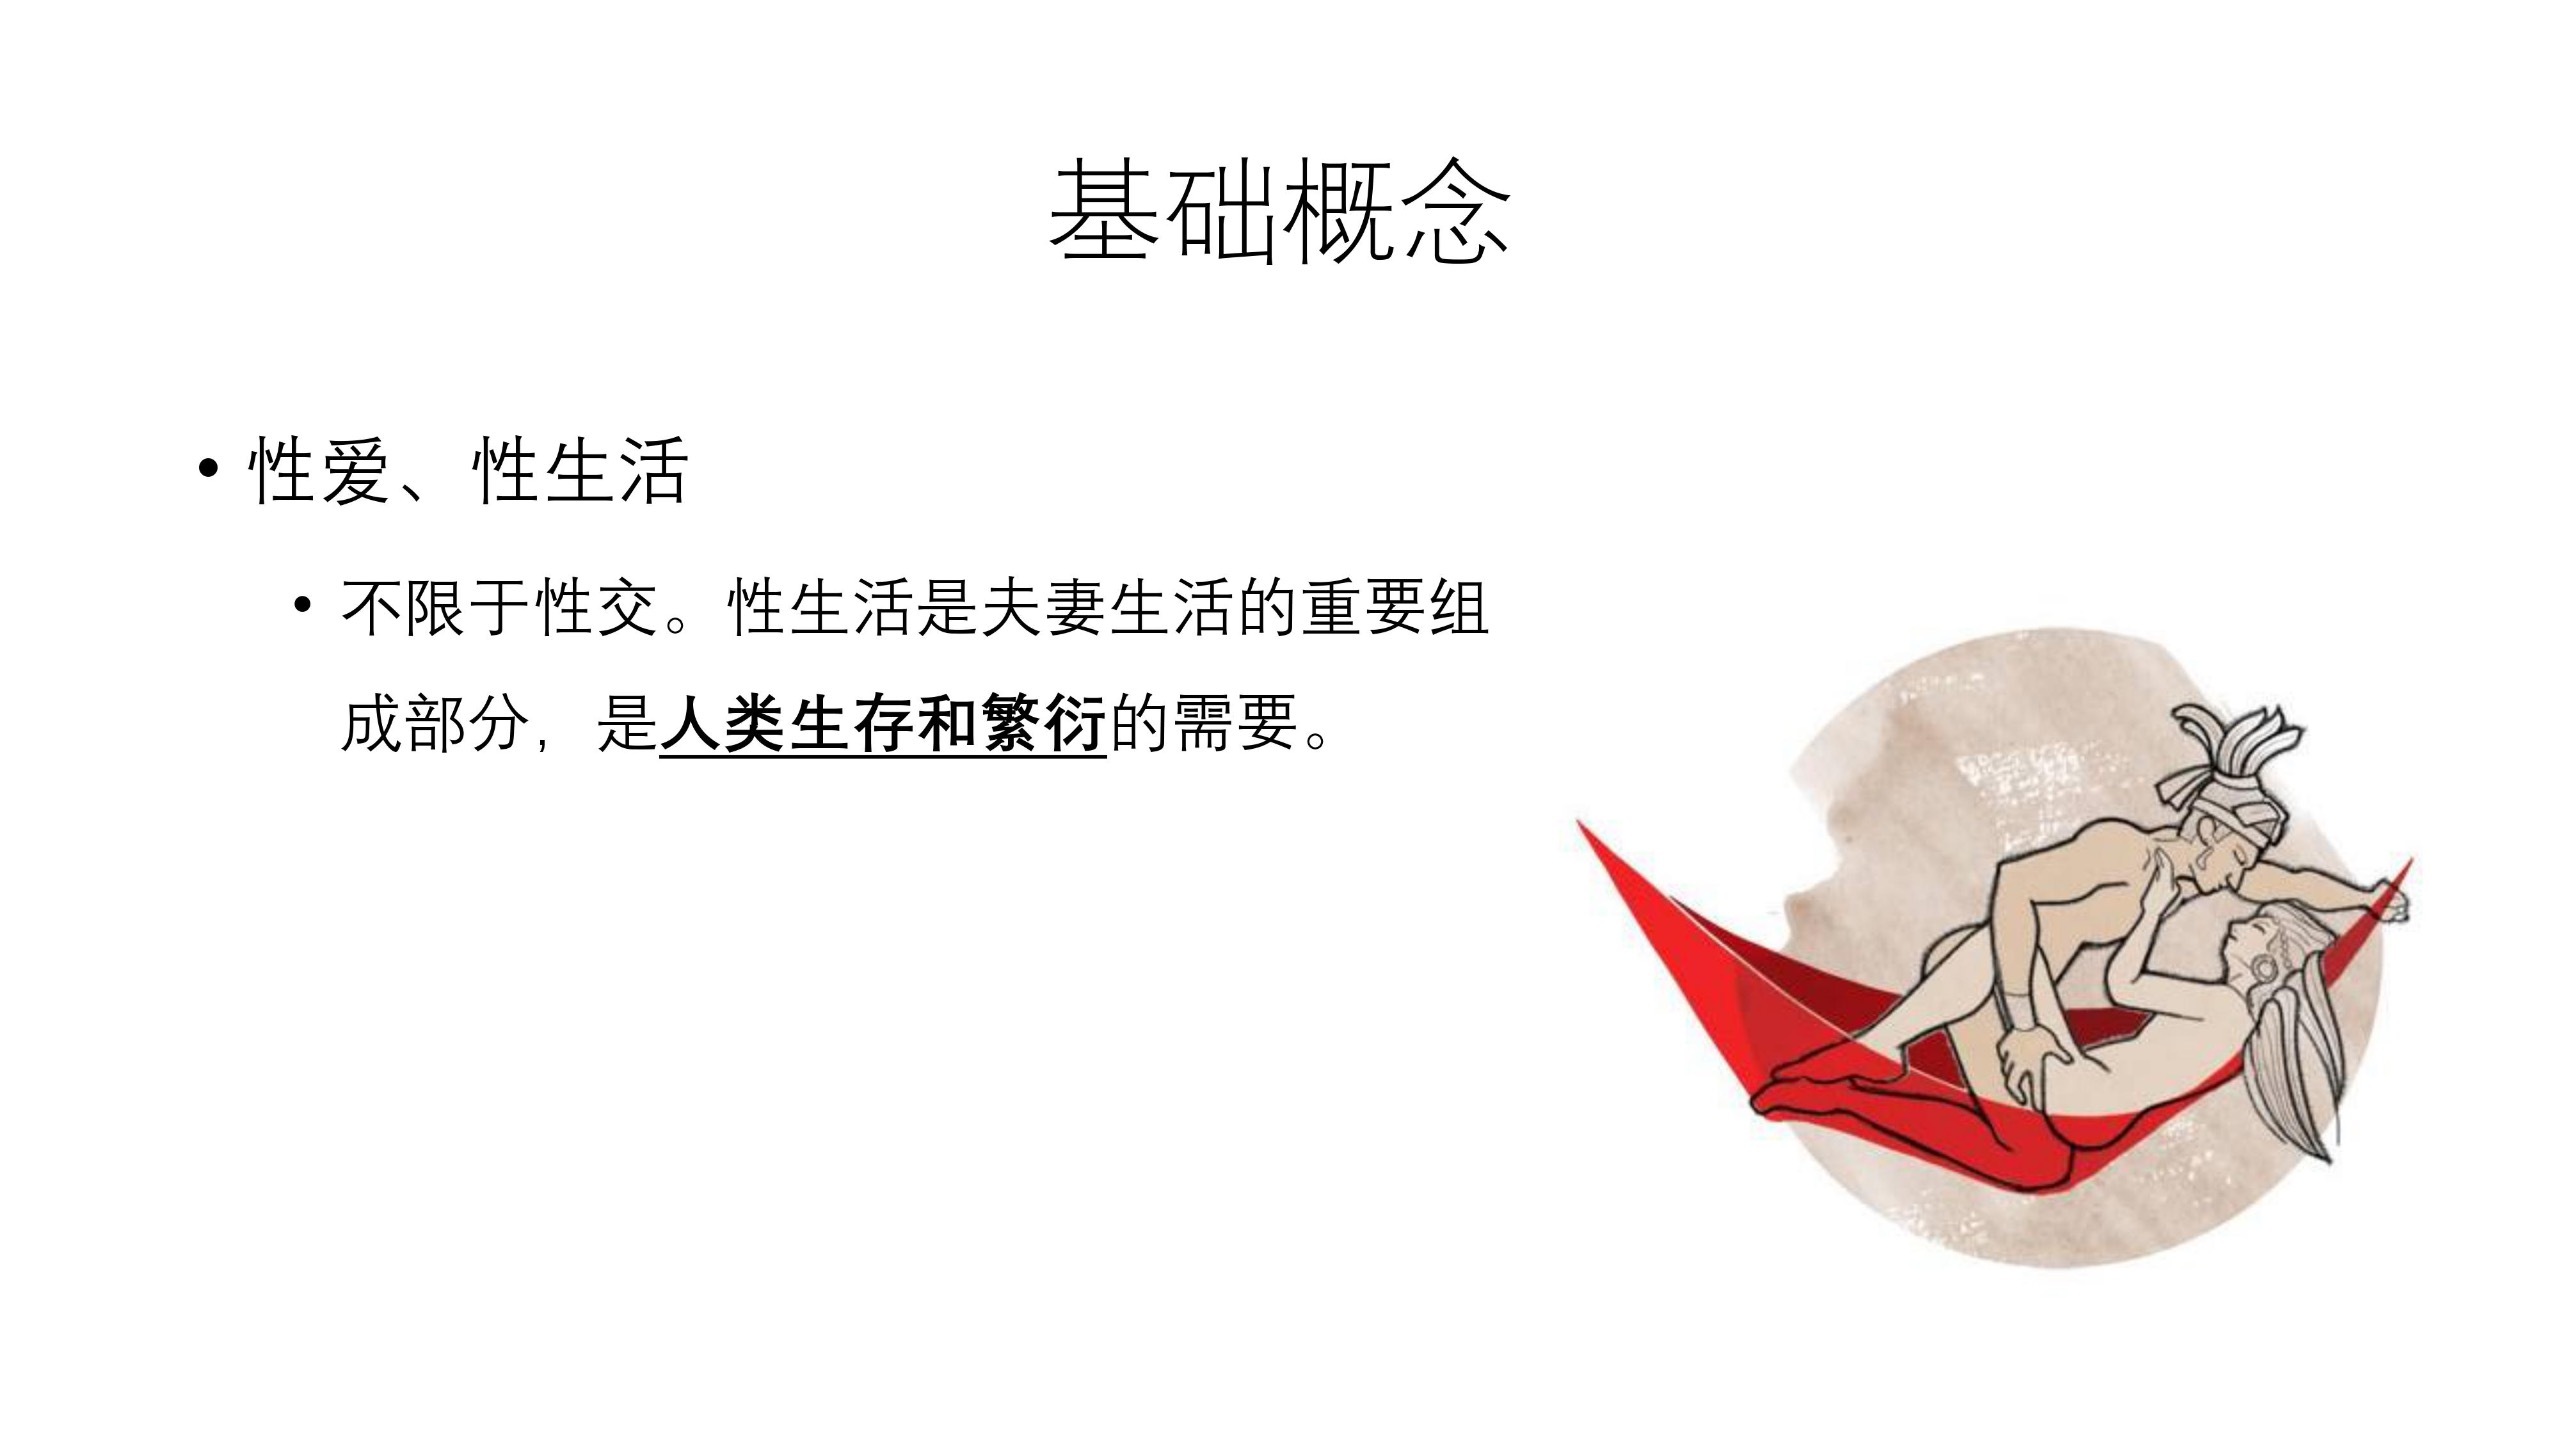 基础概念
• 性爱、性生活
• 不限于性交。性生活是夫妻生活的重要组
成部分，是人类生存和繁衍的需要。